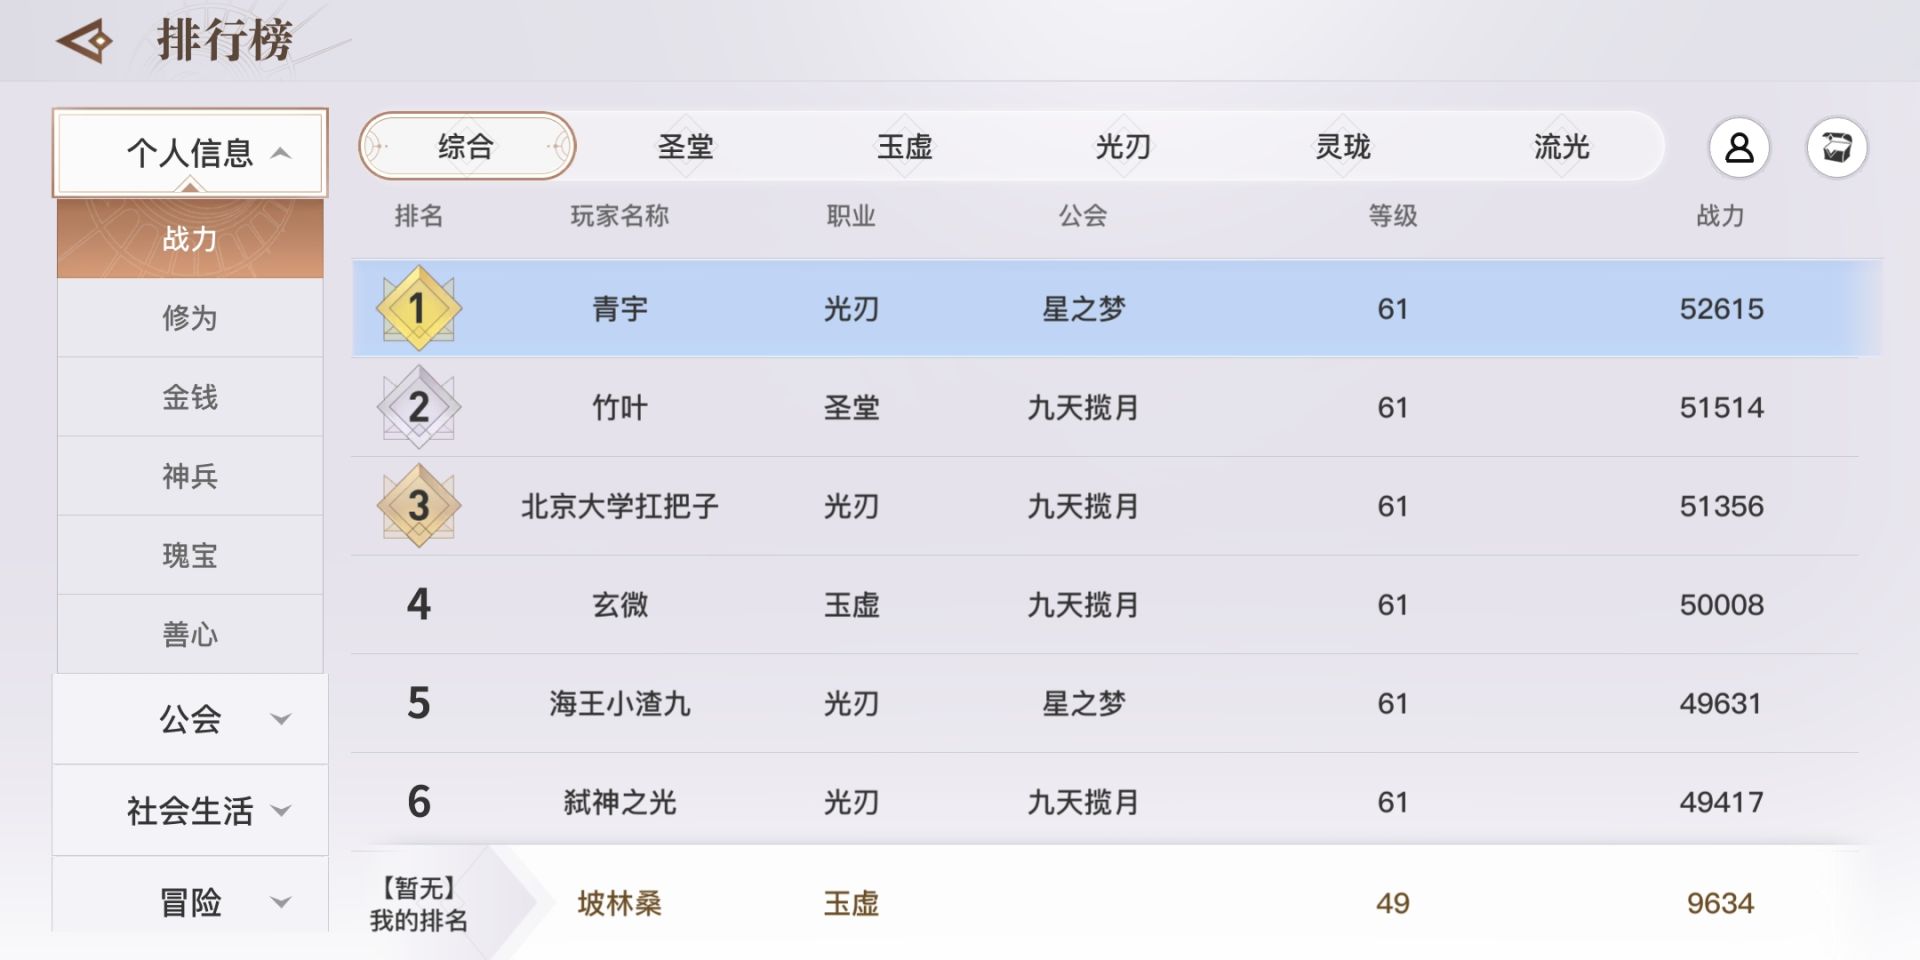 排行榜
个人信息
战力
修为
金钱
神兵
瑰宝
善心
公会
社会生活
冒险
综合 圣堂 玉虚 光刃 灵珑 流光
排名 玩家名称 职业 公会 等级 战力
1 青宇 光刃 星之梦 61 52615
2 竹叶 圣堂 九天揽月 61 51514
3 北京大学扛把子 光刃 九天揽月 61 51356
4 玄微 玉虚 九天揽月 61 50008
5 海王小渣九 光刃 星之梦 61 49631
6 弑神之光 光刃 九天揽月 61 49417
【暂无】
我的排名 坡林桑 玉虚 49 9634